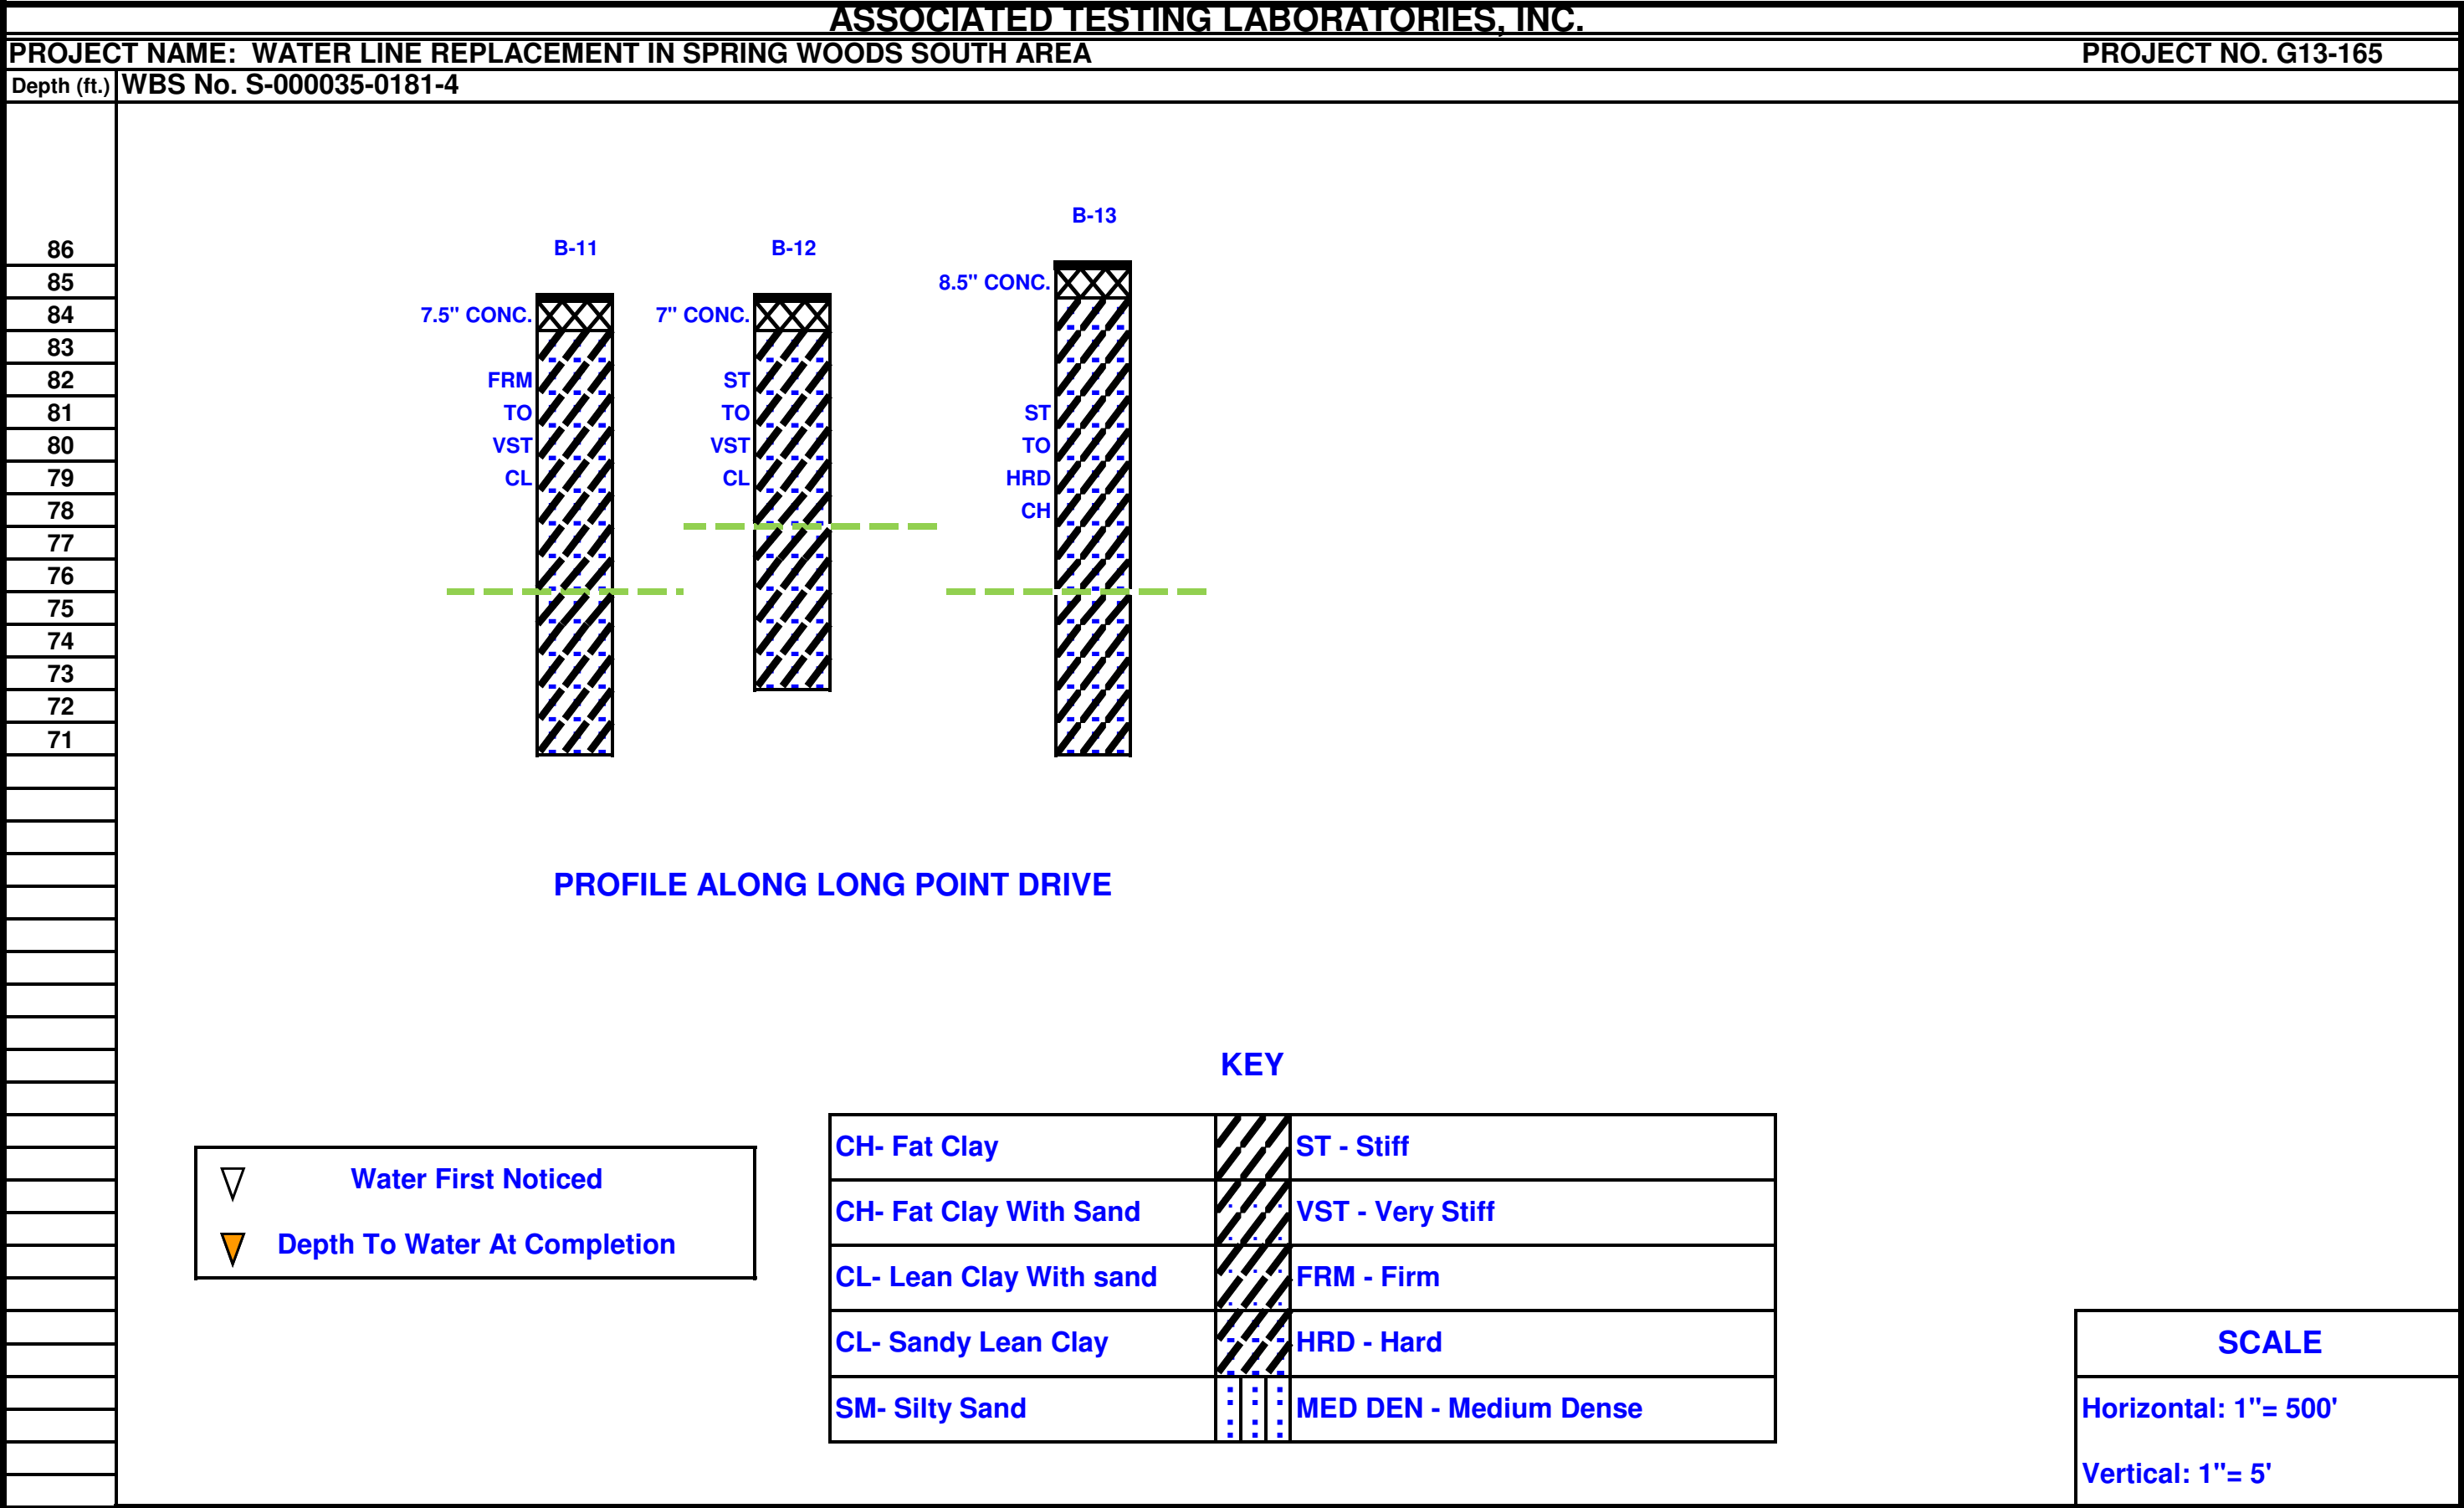 ASSOCIATED TESTING LABORATORIES, INC.
PROJECT NAME: WATER LINE REPLACEMENT IN SPRING WOODS SOUTH AREA
PROJECT NO. G13-165
Depth (ft.)
WBS No. S-000035-0181-4
86
85
84
83
82
81
80
79
78
77
76
75
74
73
72
71
B-11
7.5" CONC.
FRM
TO
VST
CL
B-12
7" CONC.
ST
TO
VST
CL
B-13
8.5" CONC.
ST
TO
HRD
CH
PROFILE ALONG LONG POINT DRIVE
Water First Noticed
Depth To Water At Completion
KEY
CH- Fat Clay
ST - Stiff
CH- Fat Clay With Sand
VST - Very Stiff
CL- Lean Clay With sand
FRM - Firm
CL- Sandy Lean Clay
HRD - Hard
SM- Silty Sand
MED DEN - Medium Dense
SCALE
Horizontal: 1"= 500'
Vertical: 1"= 5'